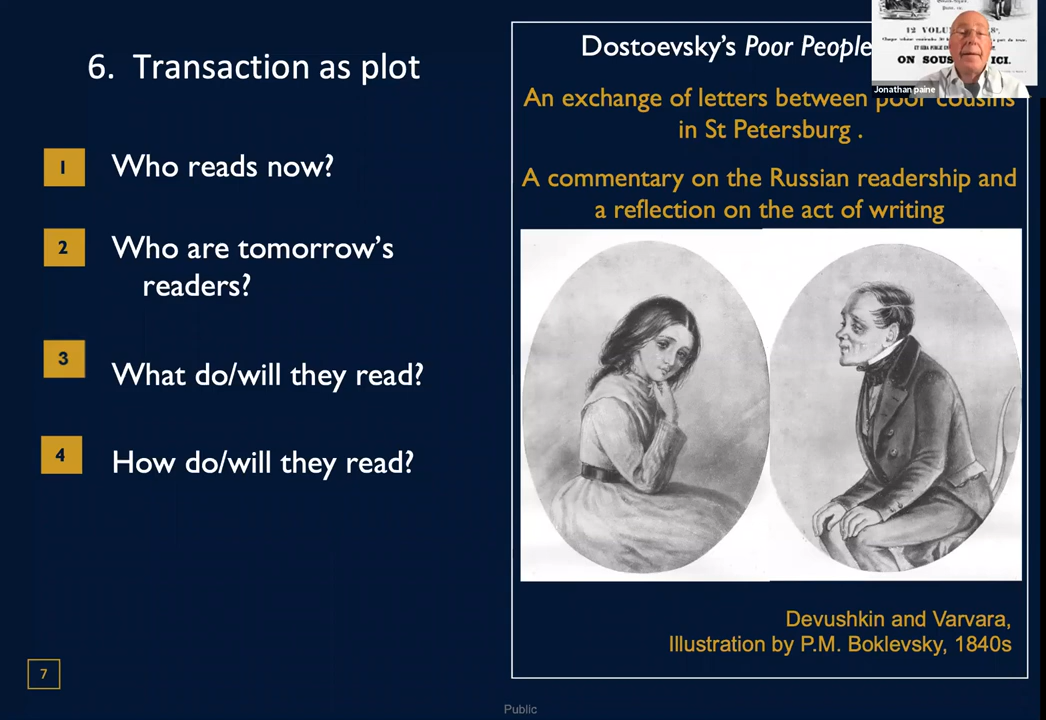 6. Transaction as plot
1 Who reads now?
2 Who are tomorrow's
readers?
3 What do/will they read?
4 How do/will they read?
7
Dostoevsky's Poor People
An exchange of letters between poor cousins
in St Petersburg .
A commentary on the Russian readership and
a reflection on the act of writing
Devushkin and Varvara,
Illustration by P.M. Boklevsky, 1840s
12 VOLU
ON SOUS ICI.
Jonathan paine
Public